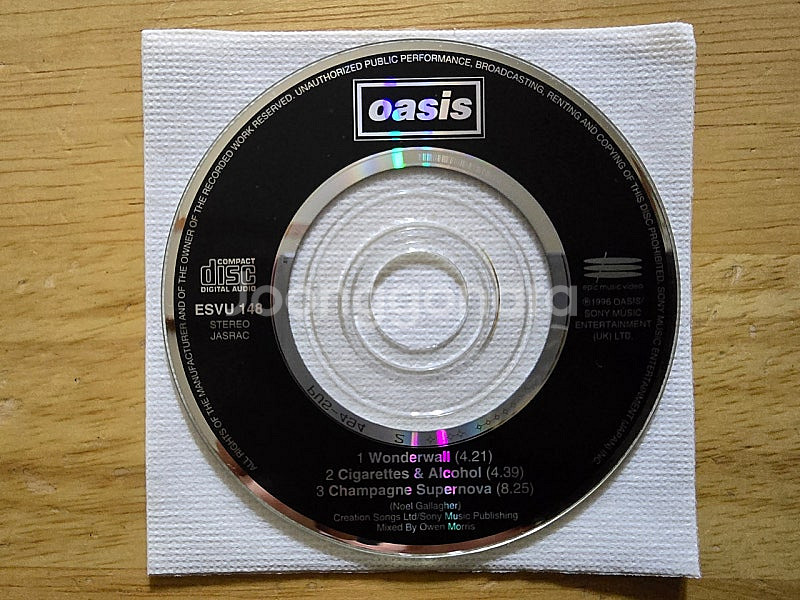 ALL RIGHTS OF THE MANUFACTURER AND OF THE OWNER OF THE RECORDED WORK RESERVED. UNAUTHORIZED PUBLIC PERFORMANCE, BROADCASTING, RENTING AND COPYING OF THIS DISC PROHIBITED. SONY MUSIC ENTERTAINMENT (JAPAN) INC.
oasis
COMPACT
disc
DIGITAL AUDIO
ESVU 148
STEREO
JASRAC
epic music video
℗1996 OASIS/
SONY MUSIC
ENTERTAINMENT
(UK) LTD.
1 Wonderwall (4.21)
2 Cigarettes & Alcohol (4.39)
3 Champagne Supernova (8.25)
(Noel Gallagher)
Creation Songs Ltd/Sony Music Publishing
Mixed By Owen Morris